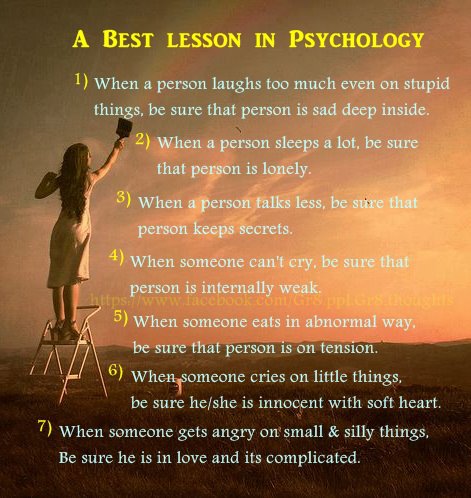 A Best lesson in Psychology
1) When a person laughs too much even on stupid
things, be sure that person is sad deep inside.
2) When a person sleeps a lot, be sure
that person is lonely.
3) When a person talks less, be sure that
person keeps secrets.
4) When someone can't cry, be sure that
person is internally weak.
https://www.facebook.com/Gr8.ppl.Gr8.thoughts
5) When someone eats in abnormal way,
be sure that person is on tension.
6) When someone cries on little things,
be sure he/she is innocent with soft heart.
7) When someone gets angry on small & silly things,
Be sure he is in love and its complicated.